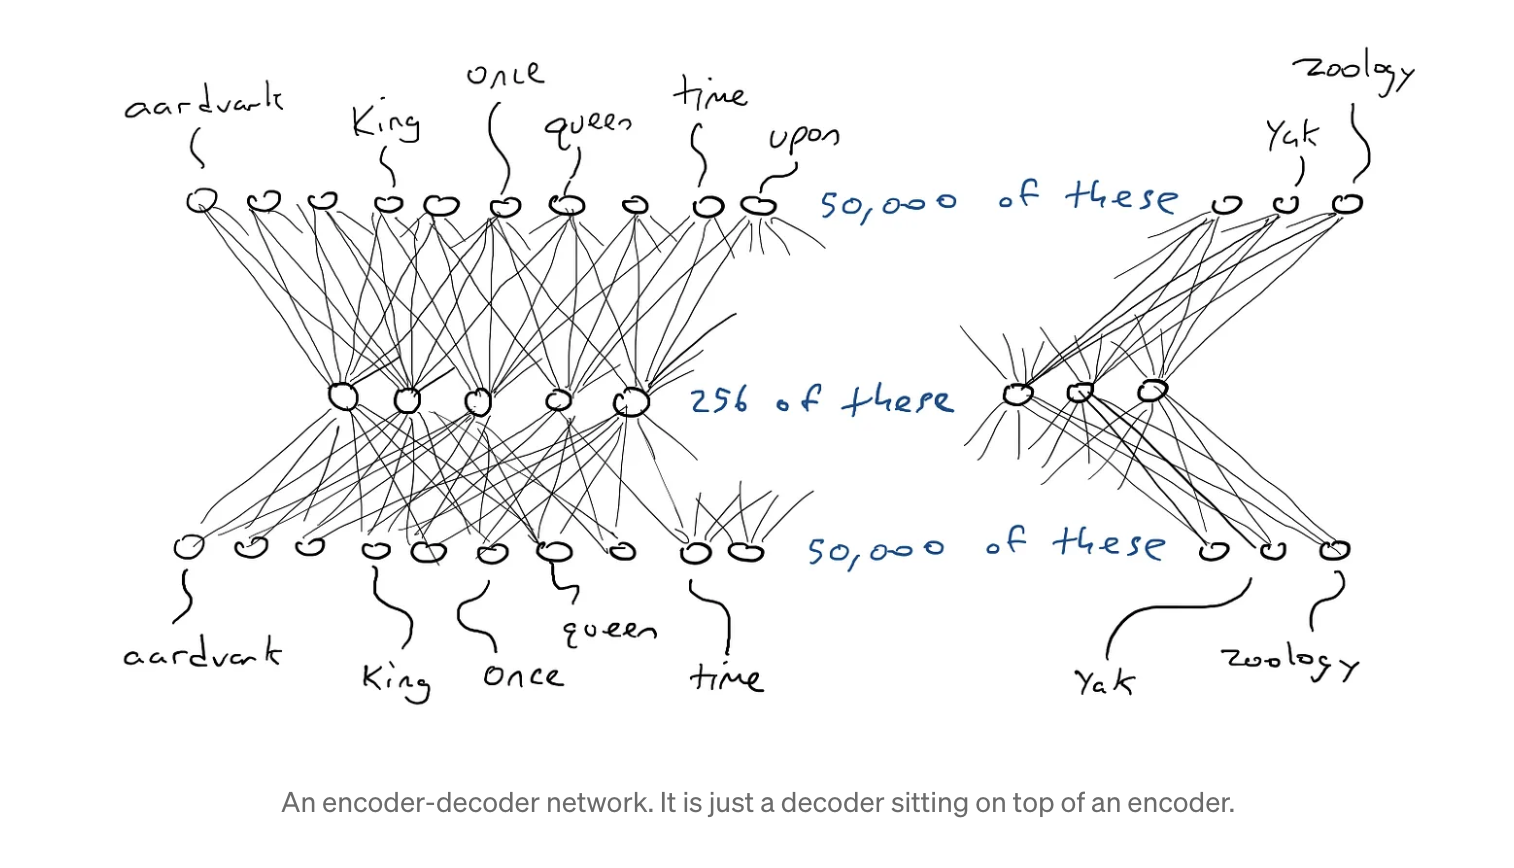 aardvark
King
once
queen
time
upon
Yak
zoology
50,000 of these
256 of these
50,000 of these
aardvark
King
once
queen
time
Yak
zoology
An encoder-decoder network. It is just a decoder sitting on top of an encoder.